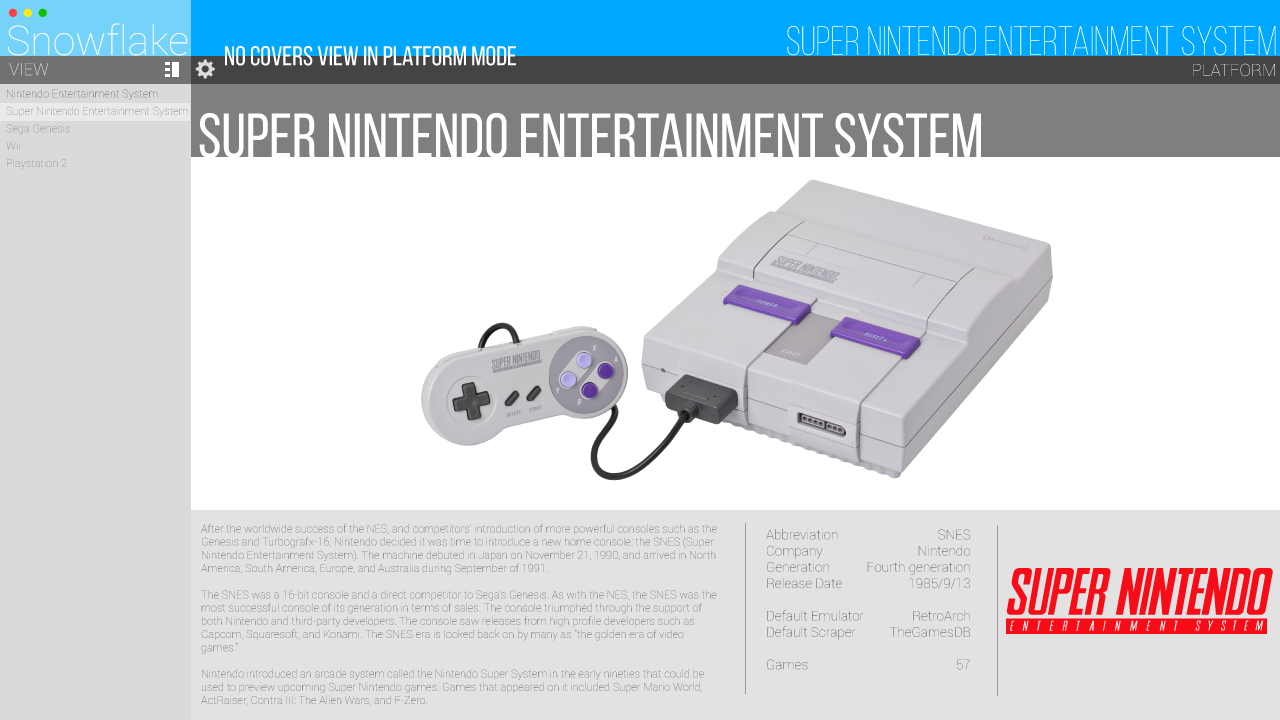 Snowflake
NO COVERS VIEW IN PLATFORM MODE
SUPER NINTENDO ENTERTAINMENT SYSTEM
VIEW
PLATFORM
Nintendo Entertainment System
Super Nintendo Entertainment System
Sega Genesis
Wii
Playstation 2
SUPER NINTENDO ENTERTAINMENT SYSTEM
Nintendo
SUPER NINTENDO
POWER
RESET
EJECT
SUPER NINTENDO
X
A
Y
B
SELECT
START
After the worldwide success of the NES, and competitors' introduction of more powerful consoles such as the
Genesis and Turbografx-16, Nintendo decided it was time to introduce a new home console: the SNES (Super
Nintendo Entertainment System). The machine debuted in Japan on November 21, 1990, and arrived in North
America, South America, Europe, and Australia during September of 1991.
The SNES was a 16-bit console and direct competitor to Sega's Genesis. As with the NES, the SNES was the
most successful console of its generation in terms of sales. The console triumphed through the support of
both Nintendo and third-party developers. The console saw releases from high profile developers such as
Capcom, Squaresoft, and Konami. The SNES era is looked back on by many as "the golden era of video
games."
Nintendo introduced an arcade system called the Nintendo Super System in the early nineties that could be
used to preview upcoming Super Nintendo games. Games that appeared on it included Super Mario World,
ActRaiser, Contra III: The Alien Wars, and F-Zero.
Abbreviation SNES
Company Nintendo
Generation Fourth generation
Release Date 1985/9/13
Default Emulator RetroArch
Default Scraper TheGamesDB
Games 57
SUPER NINTENDO
ENTERTAINMENT SYSTEM